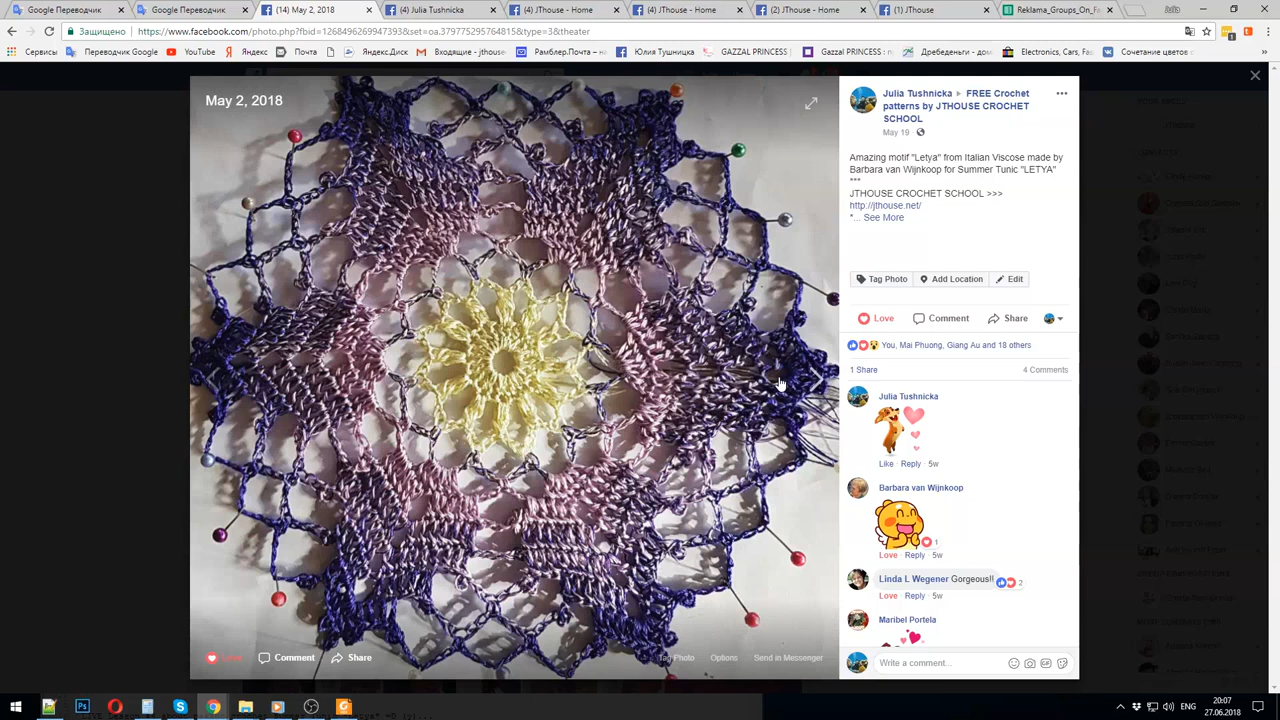 Google Переводчик
Google Переводчик
(14) May 2, 2018
(4) Julia Tushnicka
(4) JThouse - Home
(4) JThouse - Home
(2) JThouse - Home
(1) JThouse
Reklama_Groups_On_Fa
Защищено
https://www.facebook.com/photo.php?fbid=1268496269947393&set=oa.379775295764815&type=3&theater
Сервисы
Переводчик Google
YouTube
Яндекс
Почта
Яндекс
Диск
GM
Входящие - jthouse
Рамблер.Почта –
Юлия Тушницка
GAZZAL PRINCESS |
Gazzal PRINCESS | П
Дребеденьги - дом
Electronics, Cars, Fa
Сочетание цветов с
May 2, 2018
Julia Tushnicka ▸ FREE Crochet
patterns by JTHOUSE CROCHET
SCHOOL
May 19
Amazing motif "Letya" from Italian Viscose made by
Barbara van Wijnkoop for Summer Tunic "LETYA"
***
JTHOUSE CROCHET SCHOOL >>>
http://jthouse.net/
*... See More
Tag Photo
Add Location
Edit
Love
Comment
Share
You, Mai Phuong, Giang Au and 18 others
1 Share
4 Comments
Julia Tushnicka
Like · Reply · 5w
Barbara van Wijnkoop
1
Love · Reply · 5w
Linda L Wegener Gorgeous!!
2
Love · Reply · 5w
Maribel Portela
Write a comment...
Love
Comment
Share
Tag Photo
Options
Send in Messenger
ENG
20:07
27.06.2018